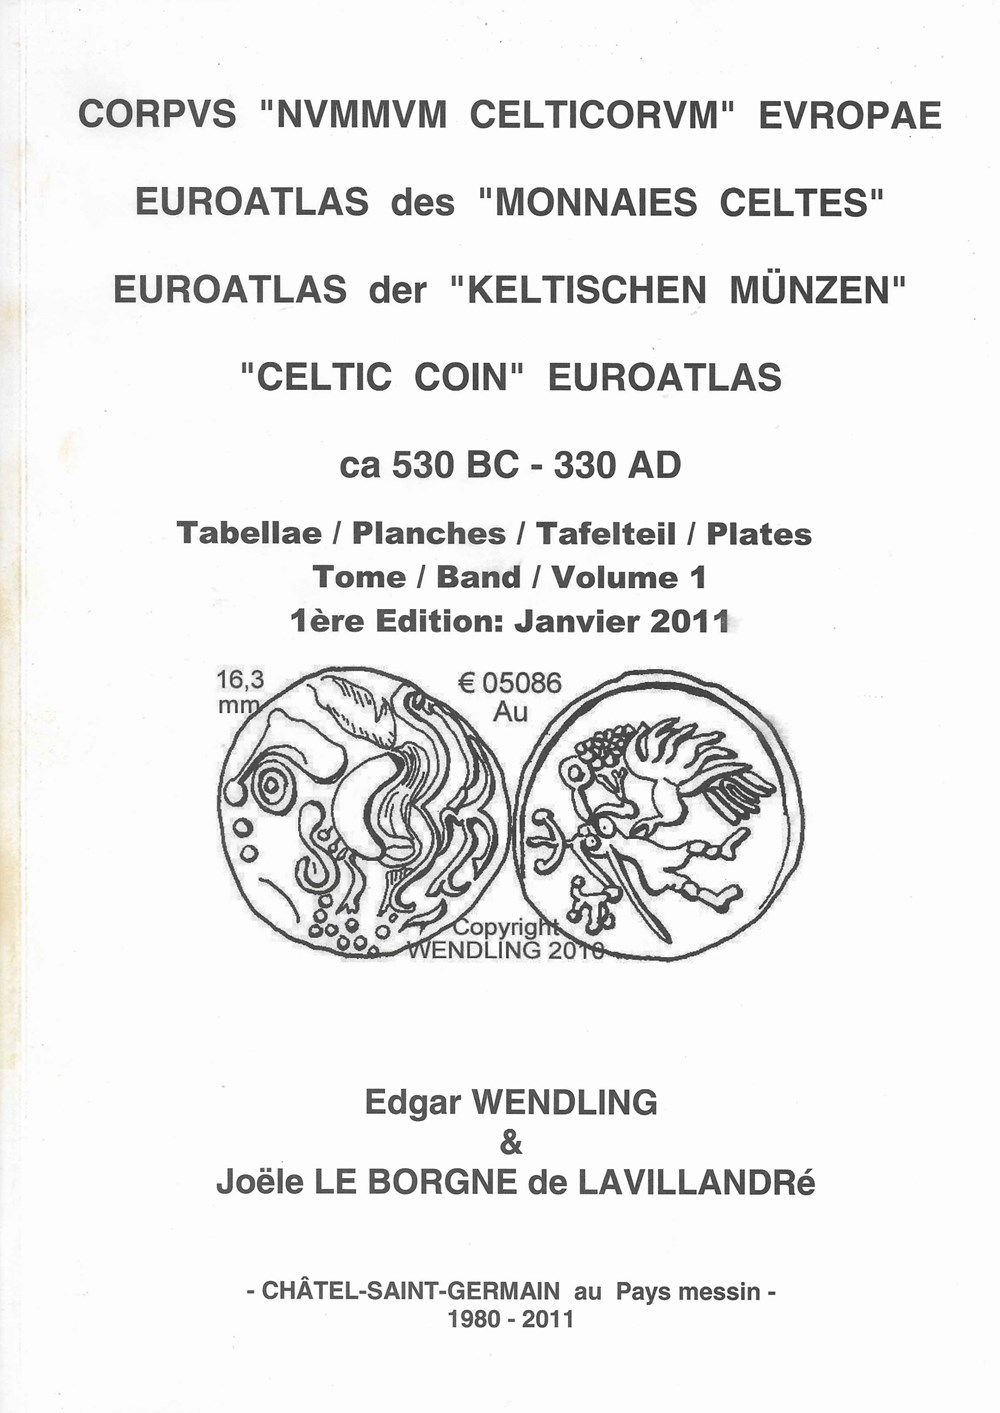 CORPVS "NVMMVM CELTICORVM" EVROPAE
EUROATLAS des "MONNAIES CELTES"
EUROATLAS der "KELTISCHEN MÜNZEN"
"CELTIC COIN" EUROATLAS
ca 530 BC - 330 AD
Tabellae / Planches / Tafelteil / Plates
Tome / Band / Volume 1
1ère Edition: Janvier 2011
16,3 € 05086
mm Au
Copyright
WENDLING 2010
Edgar WENDLING
&
Joële LE BORGNE de LAVILLANDRé
- CHÂTEL-SAINT-GERMAIN au Pays messin -
1980 - 2011